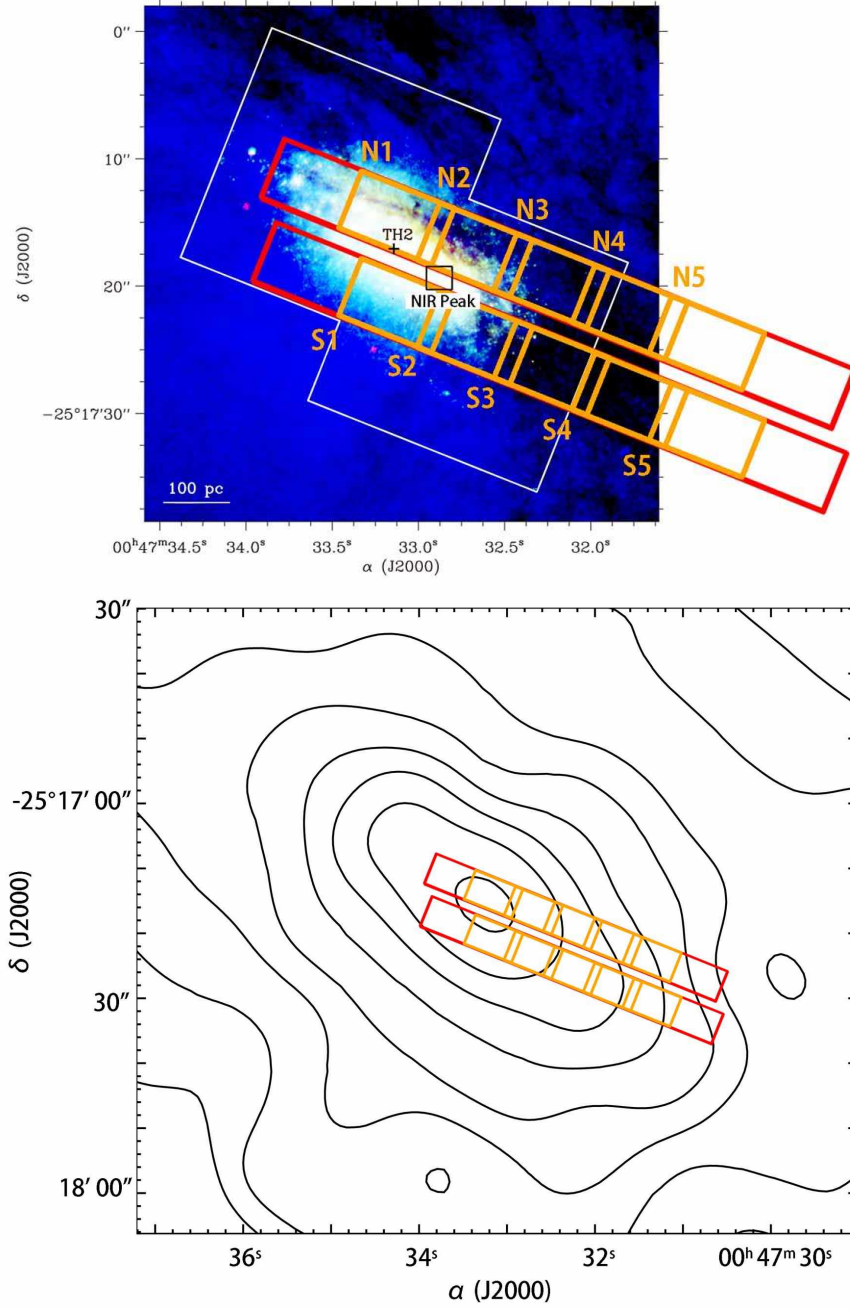 0″
N1
10″
N2
N3
TH2
N4
δ (J2000)
20″
N5
NIR Peak
S1
S2
S3
−25°17′30″
S4
S5
100 pc
00ʰ47ᵐ34.5ˢ 34.0ˢ 33.5ˢ 33.0ˢ 32.5ˢ 32.0ˢ
α (J2000)
30″
-25°17′ 00″
δ (J2000)
30″
18′ 00″
36ˢ 34ˢ 32ˢ 00ʰ 47ᵐ 30ˢ
α (J2000)